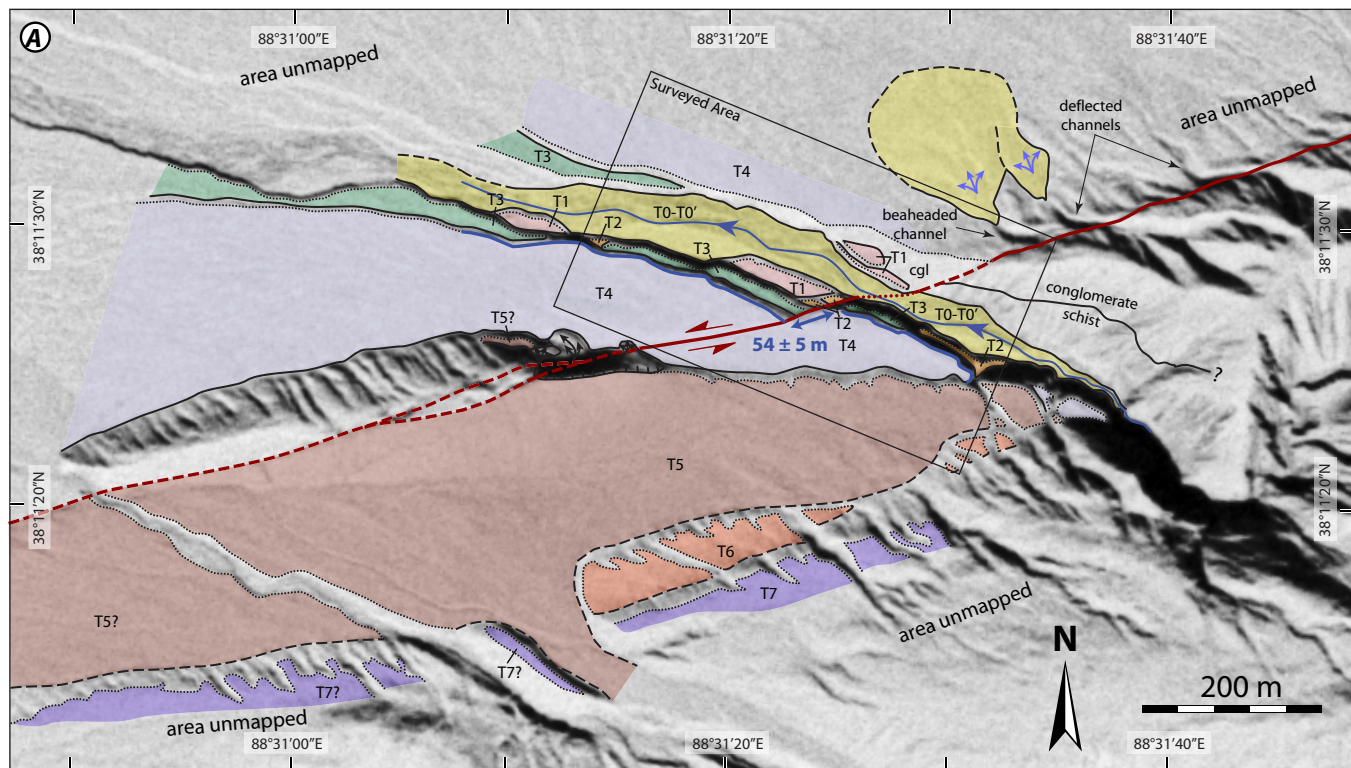 A
88°31’00”E
88°31’20”E
88°31’40”E
area unmapped
Surveyed Area
deflected
channels
area unmapped
T3
T4
38°11’30”N
38°11’30”N
T3
T1
T2
T0-T0’
beaheaded
channel
T1
cgl
T3
T1
conglomerate
schist
T4
T3
T0-T0’
T2
54 ± 5 m
T4
T2
T5?
?
T5
38°11’20”N
38°11’20”N
T6
T7
T5?
area unmapped
N
T7?
T7?
200 m
area unmapped
88°31’00”E
88°31’20”E
88°31’40”E